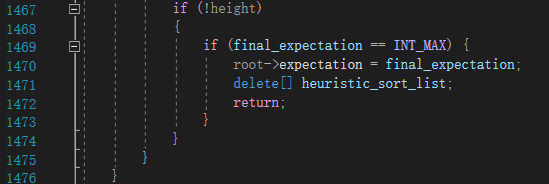 1467 if (!height)
1468 {
1469 if (final_expectation == INT_MAX) {
1470 root->expectation = final_expectation;
1471 delete[] heuristic_sort_list;
1472 return;
1473 }
1474 }
1475 }
1476 }